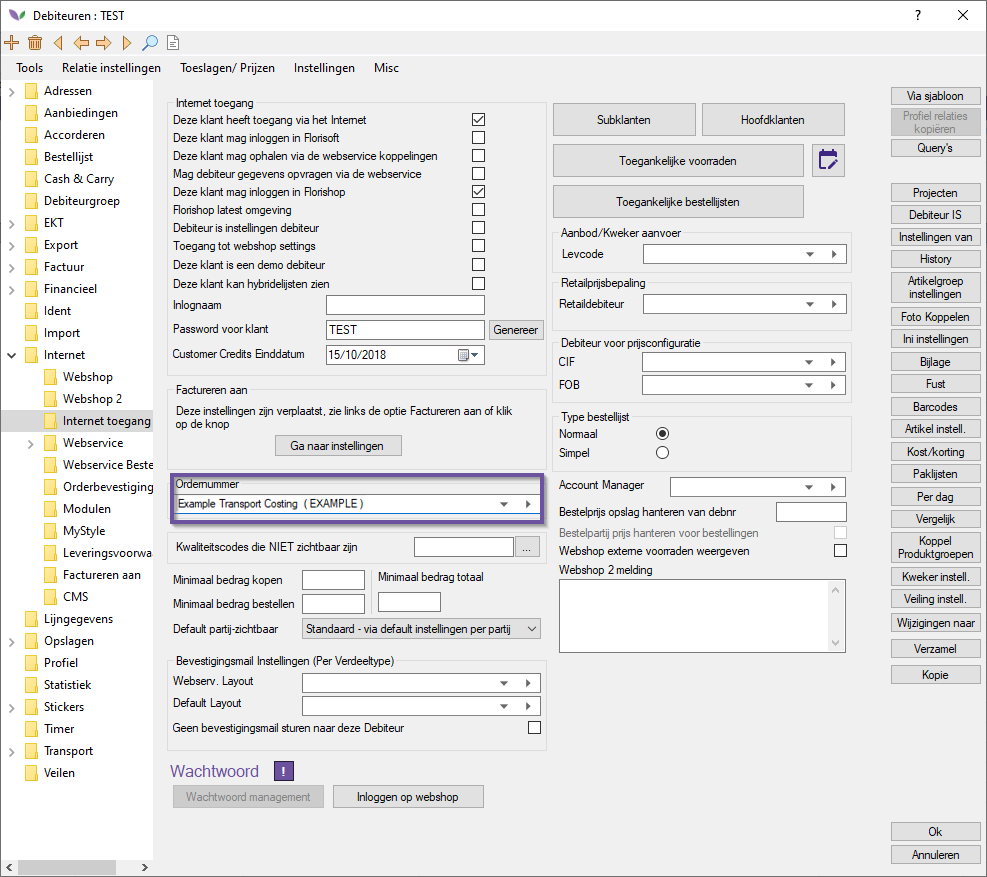 Debiteuren : TEST
?
Tools Relatie instellingen Toeslagen/ Prijzen Instellingen Misc
Adressen
Aanbiedingen
Accorderen
Bestellijst
Cash & Carry
Debiteurgroep
EKT
Export
Factuur
Financieel
Ident
Import
Internet
Webshop
Webshop 2
Internet toegang
Webservice
Webservice Beste
Orderbevestiging
Modulen
MyStyle
Leveringsvoorwa
Factureren aan
CMS
Lijngegevens
Opslagen
Profiel
Statistiek
Stickers
Timer
Transport
Veilen
Internet toegang
Deze klant heeft toegang via het Internet
Deze klant mag inloggen in Florisoft
Deze klant mag ophalen via de webservice koppelingen
Mag debiteur gegevens opvragen via de webservice
Deze klant mag inloggen in Florishop
Florishop latest omgeving
Debiteur is instellingen debiteur
Toegang tot webshop settings
Deze klant is een demo debiteur
Deze klant kan hybridelijsten zien
Inlognaam
Password voor klant TEST Genereer
Customer Credits Einddatum 15/10/2018
Factureren aan
Deze instellingen zijn verplaatst, zie links de optie Factureren aan of klik
op de knop
Ga naar instellingen
Ordernummer
Example Transport Costing ( EXAMPLE )
Kwaliteitscodes die NIET zichtbaar zijn ...
Minimaal bedrag kopen Minimaal bedrag totaal
Minimaal bedrag bestellen
Default partij-zichtbaar Standaard - via default instellingen per partij
Bevestigingsmail Instellingen (Per Verdeeltype)
Webserv. Layout
Default Layout
Geen bevestigingsmail sturen naar deze Debiteur
Wachtwoord !
Wachtwoord management Inloggen op webshop
Subklanten Hoofdklanten
Toegankelijke voorraden
Toegankelijke bestellijsten
Aanbod/Kweker aanvoer
Levcode
Retailprijsbepaling
Retaildebiteur
Debiteur voor prijsconfiguratie
CIF
FOB
Type bestellijst
Normaal
Simpel
Account Manager
Bestelprijs opslag hanteren van debnr
Bestelpartij prijs hanteren voor bestellingen
Webshop externe voorraden weergeven
Webshop 2 melding
Via sjabloon
Profiel relaties
kopiëren
Query's
Projecten
Debiteur IS
Instellingen van
History
Artikelgroep
instellingen
Foto Koppelen
Ini instellingen
Bijlage
Fust
Barcodes
Artikel instell.
Kost/korting
Paklijsten
Per dag
Vergelijk
Koppel
Produktgroepen
Kweker instell.
Veiling instell.
Wijzigingen naar
Verzamel
Kopie
Ok
Annuleren